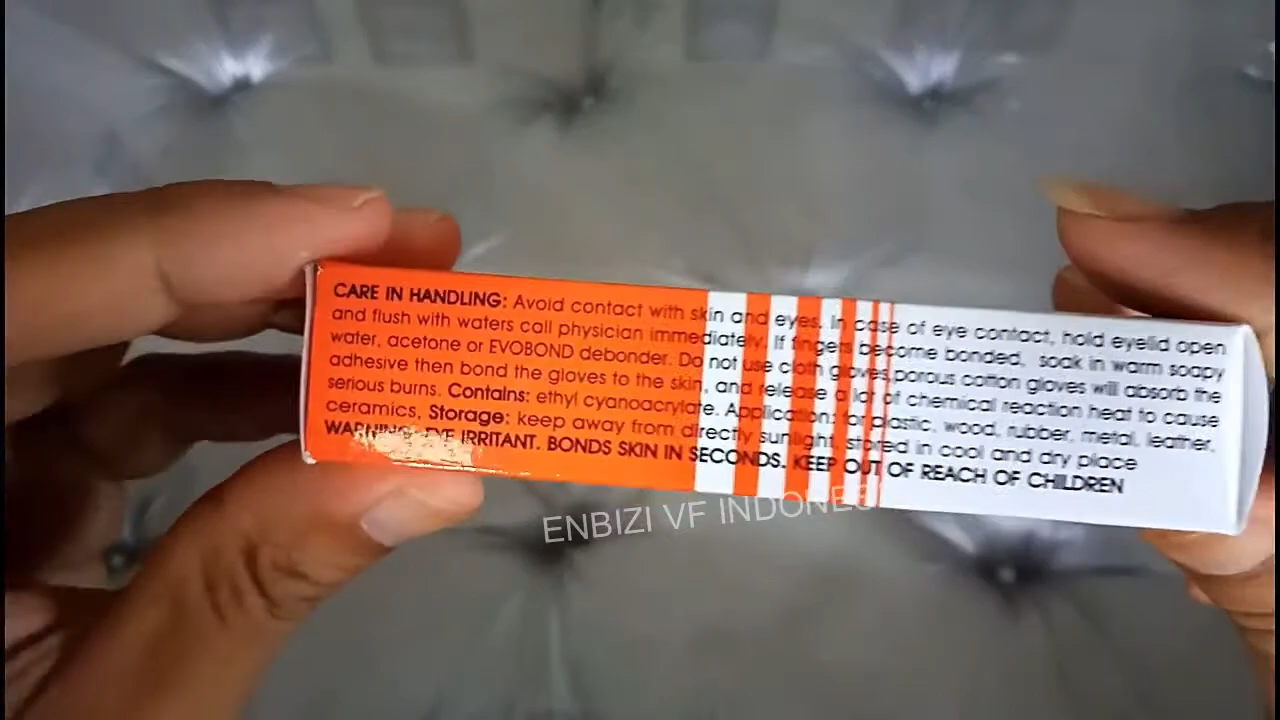 CARE IN HANDLING: Avoid contact with skin and eyes. In case of eye contact, hold eyelid open
and flush with waters call physician immediately. If fingers become bonded, soak in warm soapy
water, acetone or EVOBOND debonder. Do not use cloth gloves,porous cotton gloves will absorb the
adhesive then bond the gloves to the skin, and release a lot of chemical reaction heat to cause
serious burns. Contains: ethyl cyanoacrylate. Application: for plastic, wood, rubber, metal, leather,
ceramics, Storage: keep away from directly sunlight, stored in cool and dry place
WARNING: EYE IRRITANT. BONDS SKIN IN SECONDS. KEEP OUT OF REACH OF CHILDREN
ENBIZI VF INDONES